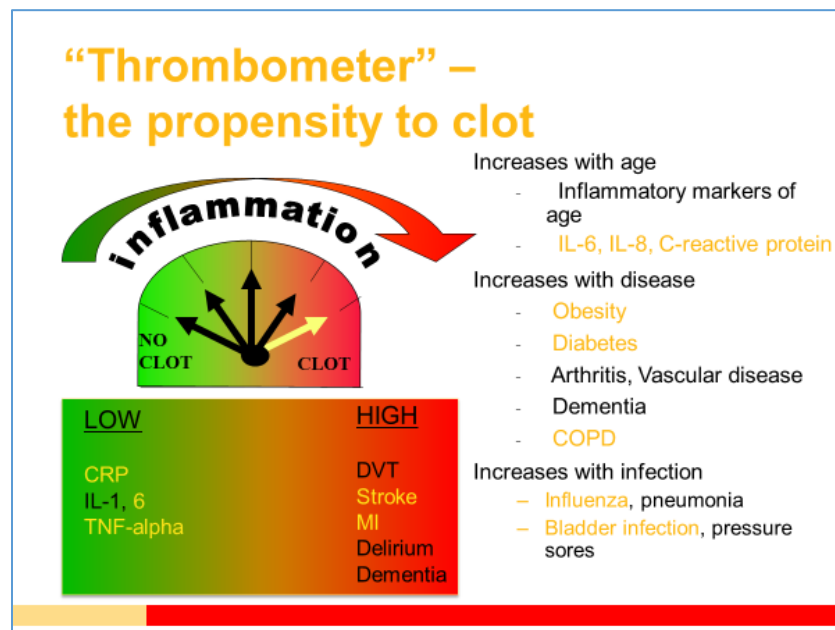 “Thrombometer” –
the propensity to clot
inflammation
NO
CLOT
CLOT
LOW
CRP
IL-1, 6
TNF-alpha
HIGH
DVT
Stroke
MI
Delirium
Dementia
Increases with age
- Inflammatory markers of
age
- IL-6, IL-8, C-reactive protein
Increases with disease
- Obesity
- Diabetes
- Arthritis, Vascular disease
- Dementia
- COPD
Increases with infection
– Influenza, pneumonia
– Bladder infection, pressure
sores